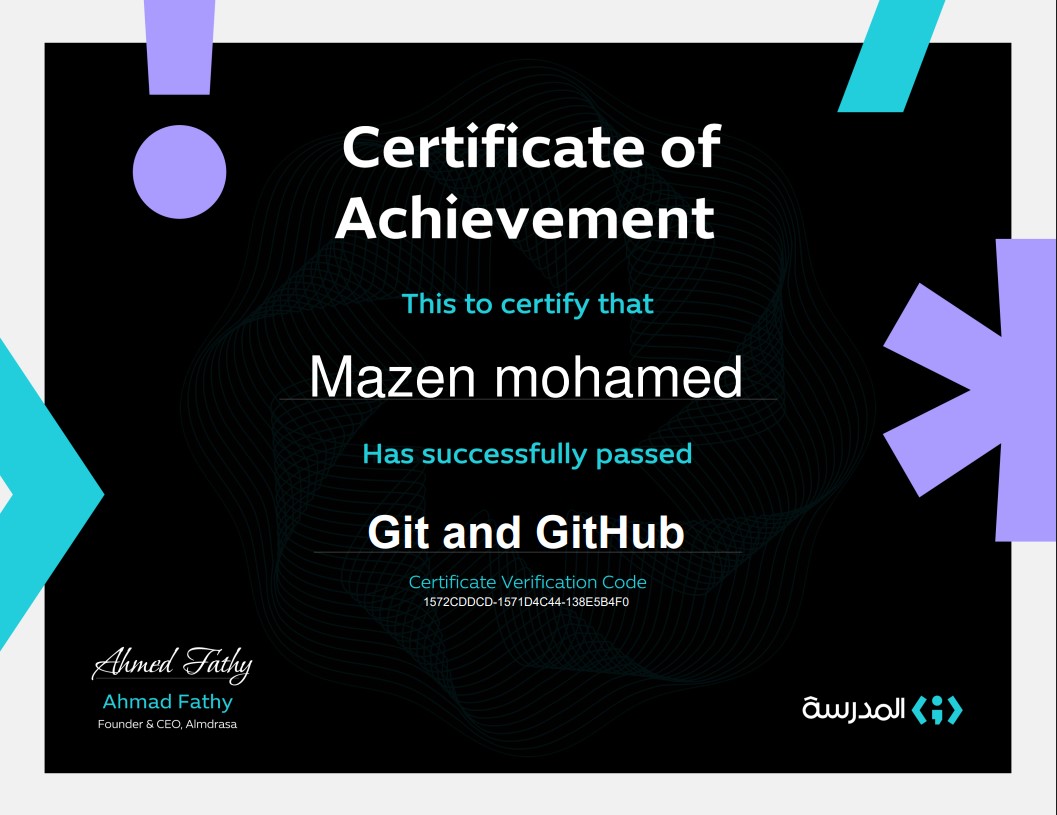 Certificate of
Achievement
This to certify that
Mazen mohamed
Has successfully passed
Git and GitHub
Certificate Verification Code
1572CDDCD-1571D4C44-138E5B4F0
Ahmed Fathy
Ahmad Fathy
Founder & CEO, Almdrasa
المدرسة